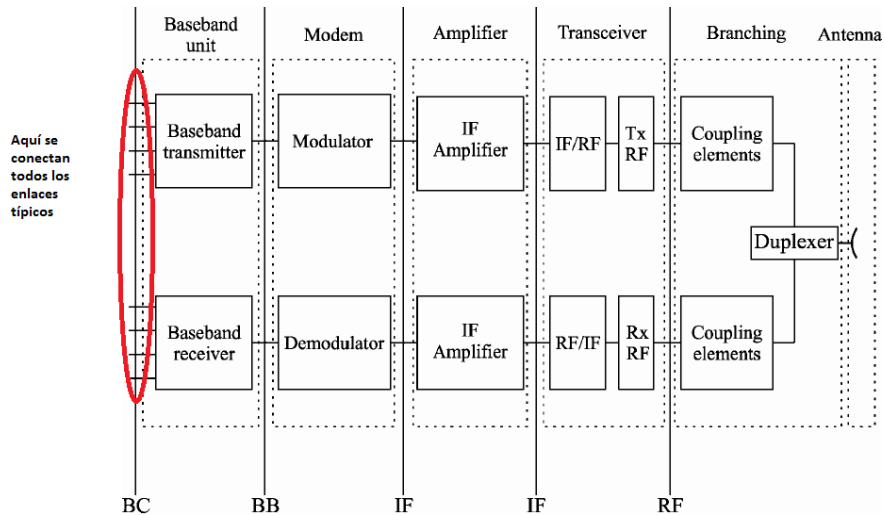 Baseband
unit
Modem
Amplifier
Transceiver
Branching
Antenna
Aquí se
conectan
todos los
enlaces
típicos
Baseband
transmitter
Modulator
IF
Amplifier
IF/RF
Tx
RF
Coupling
elements
Duplexer
Baseband
receiver
Demodulator
IF
Amplifier
RF/IF
Rx
RF
Coupling
elements
BC
BB
IF
IF
RF